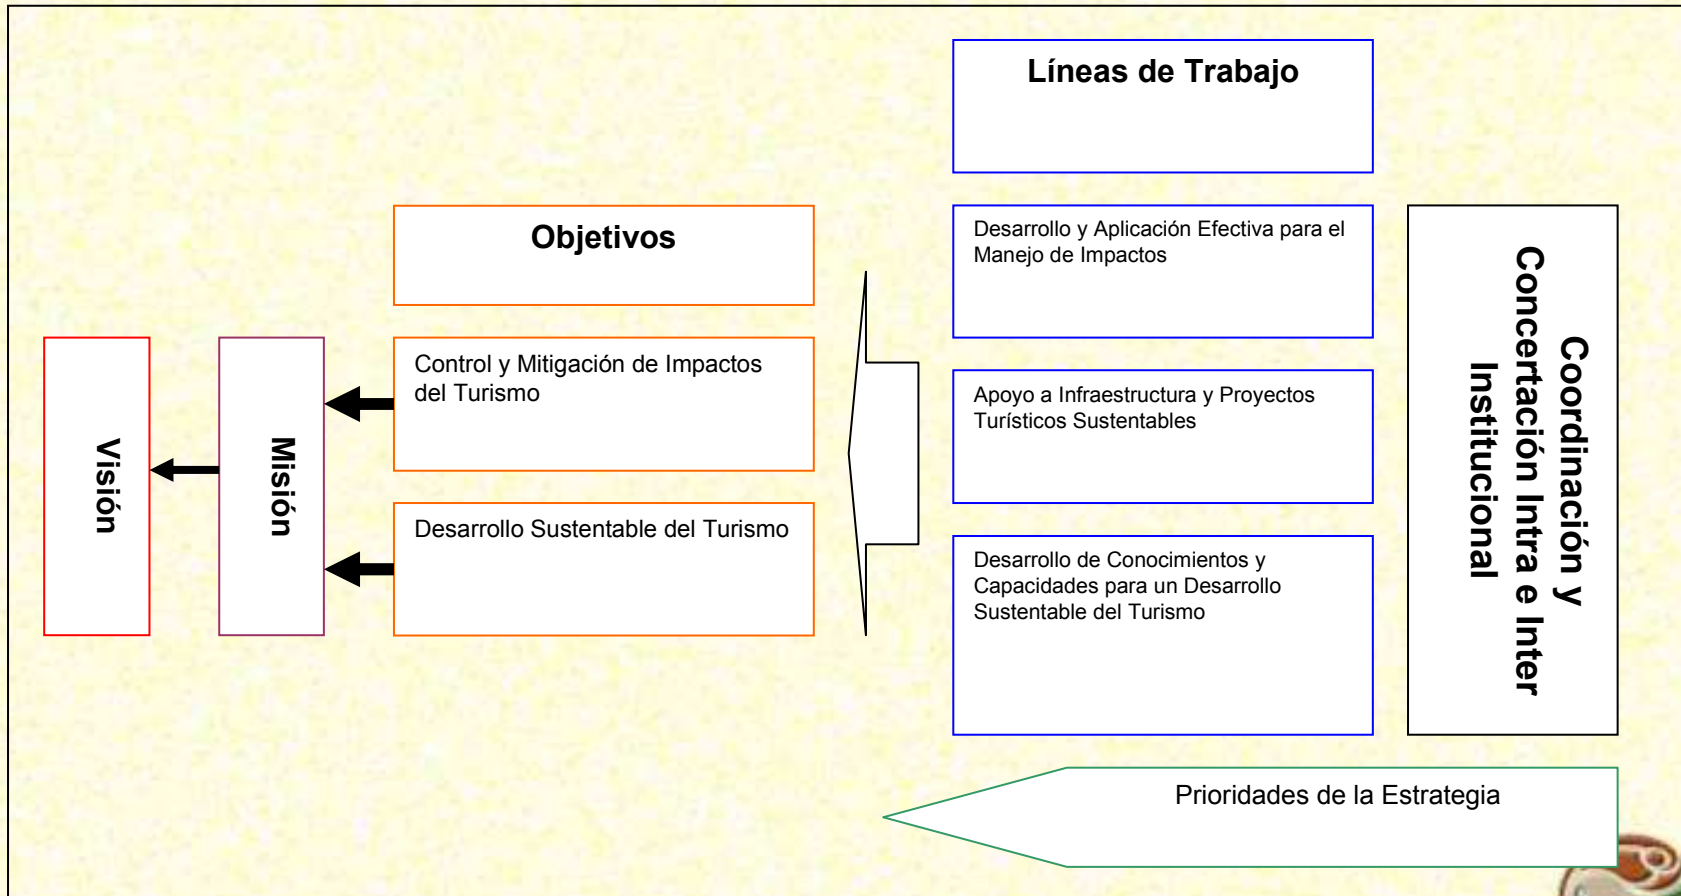 Líneas de Trabajo
Objetivos
Desarrollo y Aplicación Efectiva para el
Manejo de Impactos
Visión
Misión
Control y Mitigación de Impactos
del Turismo
Apoyo a Infraestructura y Proyectos
Turísticos Sustentables
Desarrollo Sustentable del Turismo
Desarrollo de Conocimientos y
Capacidades para un Desarrollo
Sustentable del Turismo
Coordinación y
Concertación Intra e Inter
Institucional
Prioridades de la Estrategia